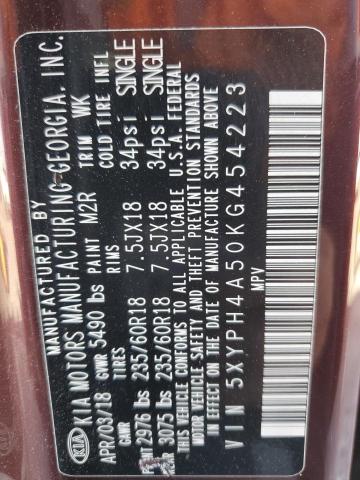 MANUFACTURED BY
KIA KIA MOTORS MANUFACTURING-GEORGIA, INC.
APR/03/18 GVWR 5490 lbs PAINT M2R TRIM WK
GAWR TIRES RIMS COLD TIRE INFL
2976 lbs 235/60R18 7.5JX18 34psi SINGLE
3075 lbs 235/60R18 7.5JX18 34psi SINGLE
THIS VEHICLE CONFORMS TO ALL APPLICABLE U.S.A. FEDERAL
MOTOR VEHICLE SAFETY AND THEFT PREVENTION STANDARDS
IN EFFECT ON THE DATE OF MANUFACTURE SHOWN ABOVE
VIN 5XYPH4A50KG454223
MPV